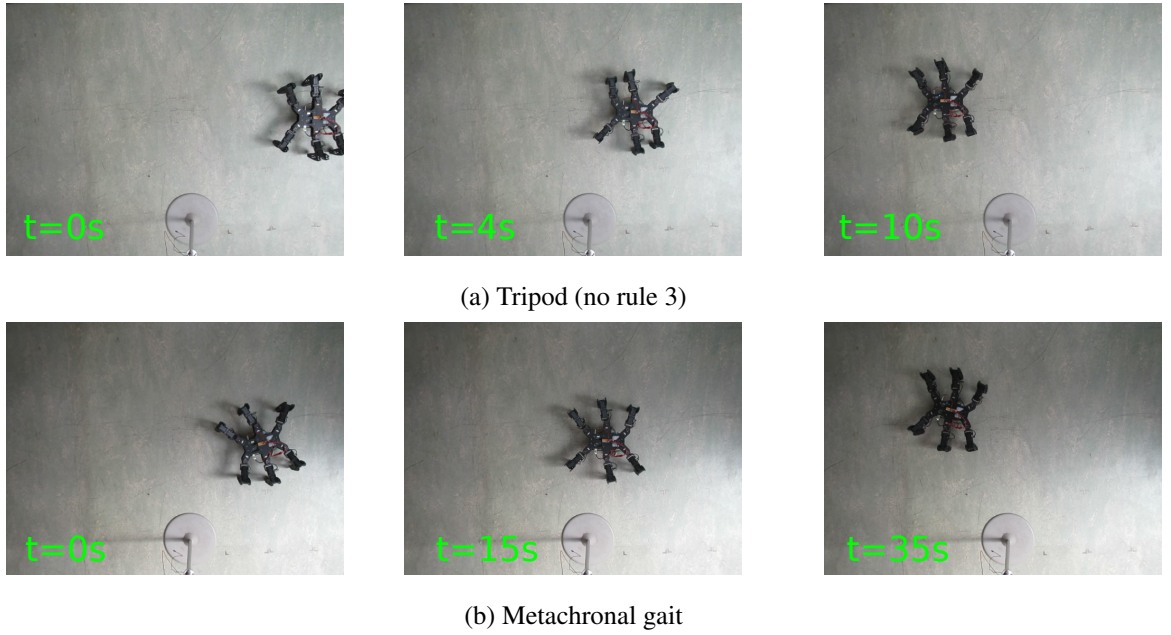 t=0s
t=4s
t=10s
(a) Tripod (no rule 3)
t=0s
t=15s
t=35s
(b) Metachronal gait